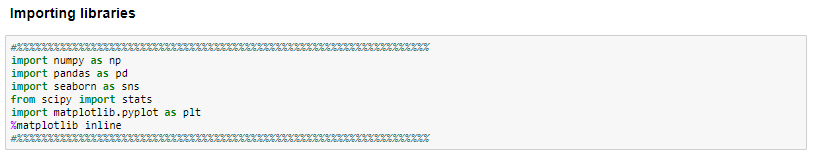 Importing libraries
#%%%%%%%%%%%%%%%%%%%%%%%%%%%%%%%%%%%%%%%%%%%%%%%%%%%%%%%%%%%%%%%%%%%
import numpy as np
import pandas as pd
import seaborn as sns
from scipy import stats
import matplotlib.pyplot as plt
%matplotlib inline
#%%%%%%%%%%%%%%%%%%%%%%%%%%%%%%%%%%%%%%%%%%%%%%%%%%%%%%%%%%%%%%%%%%%